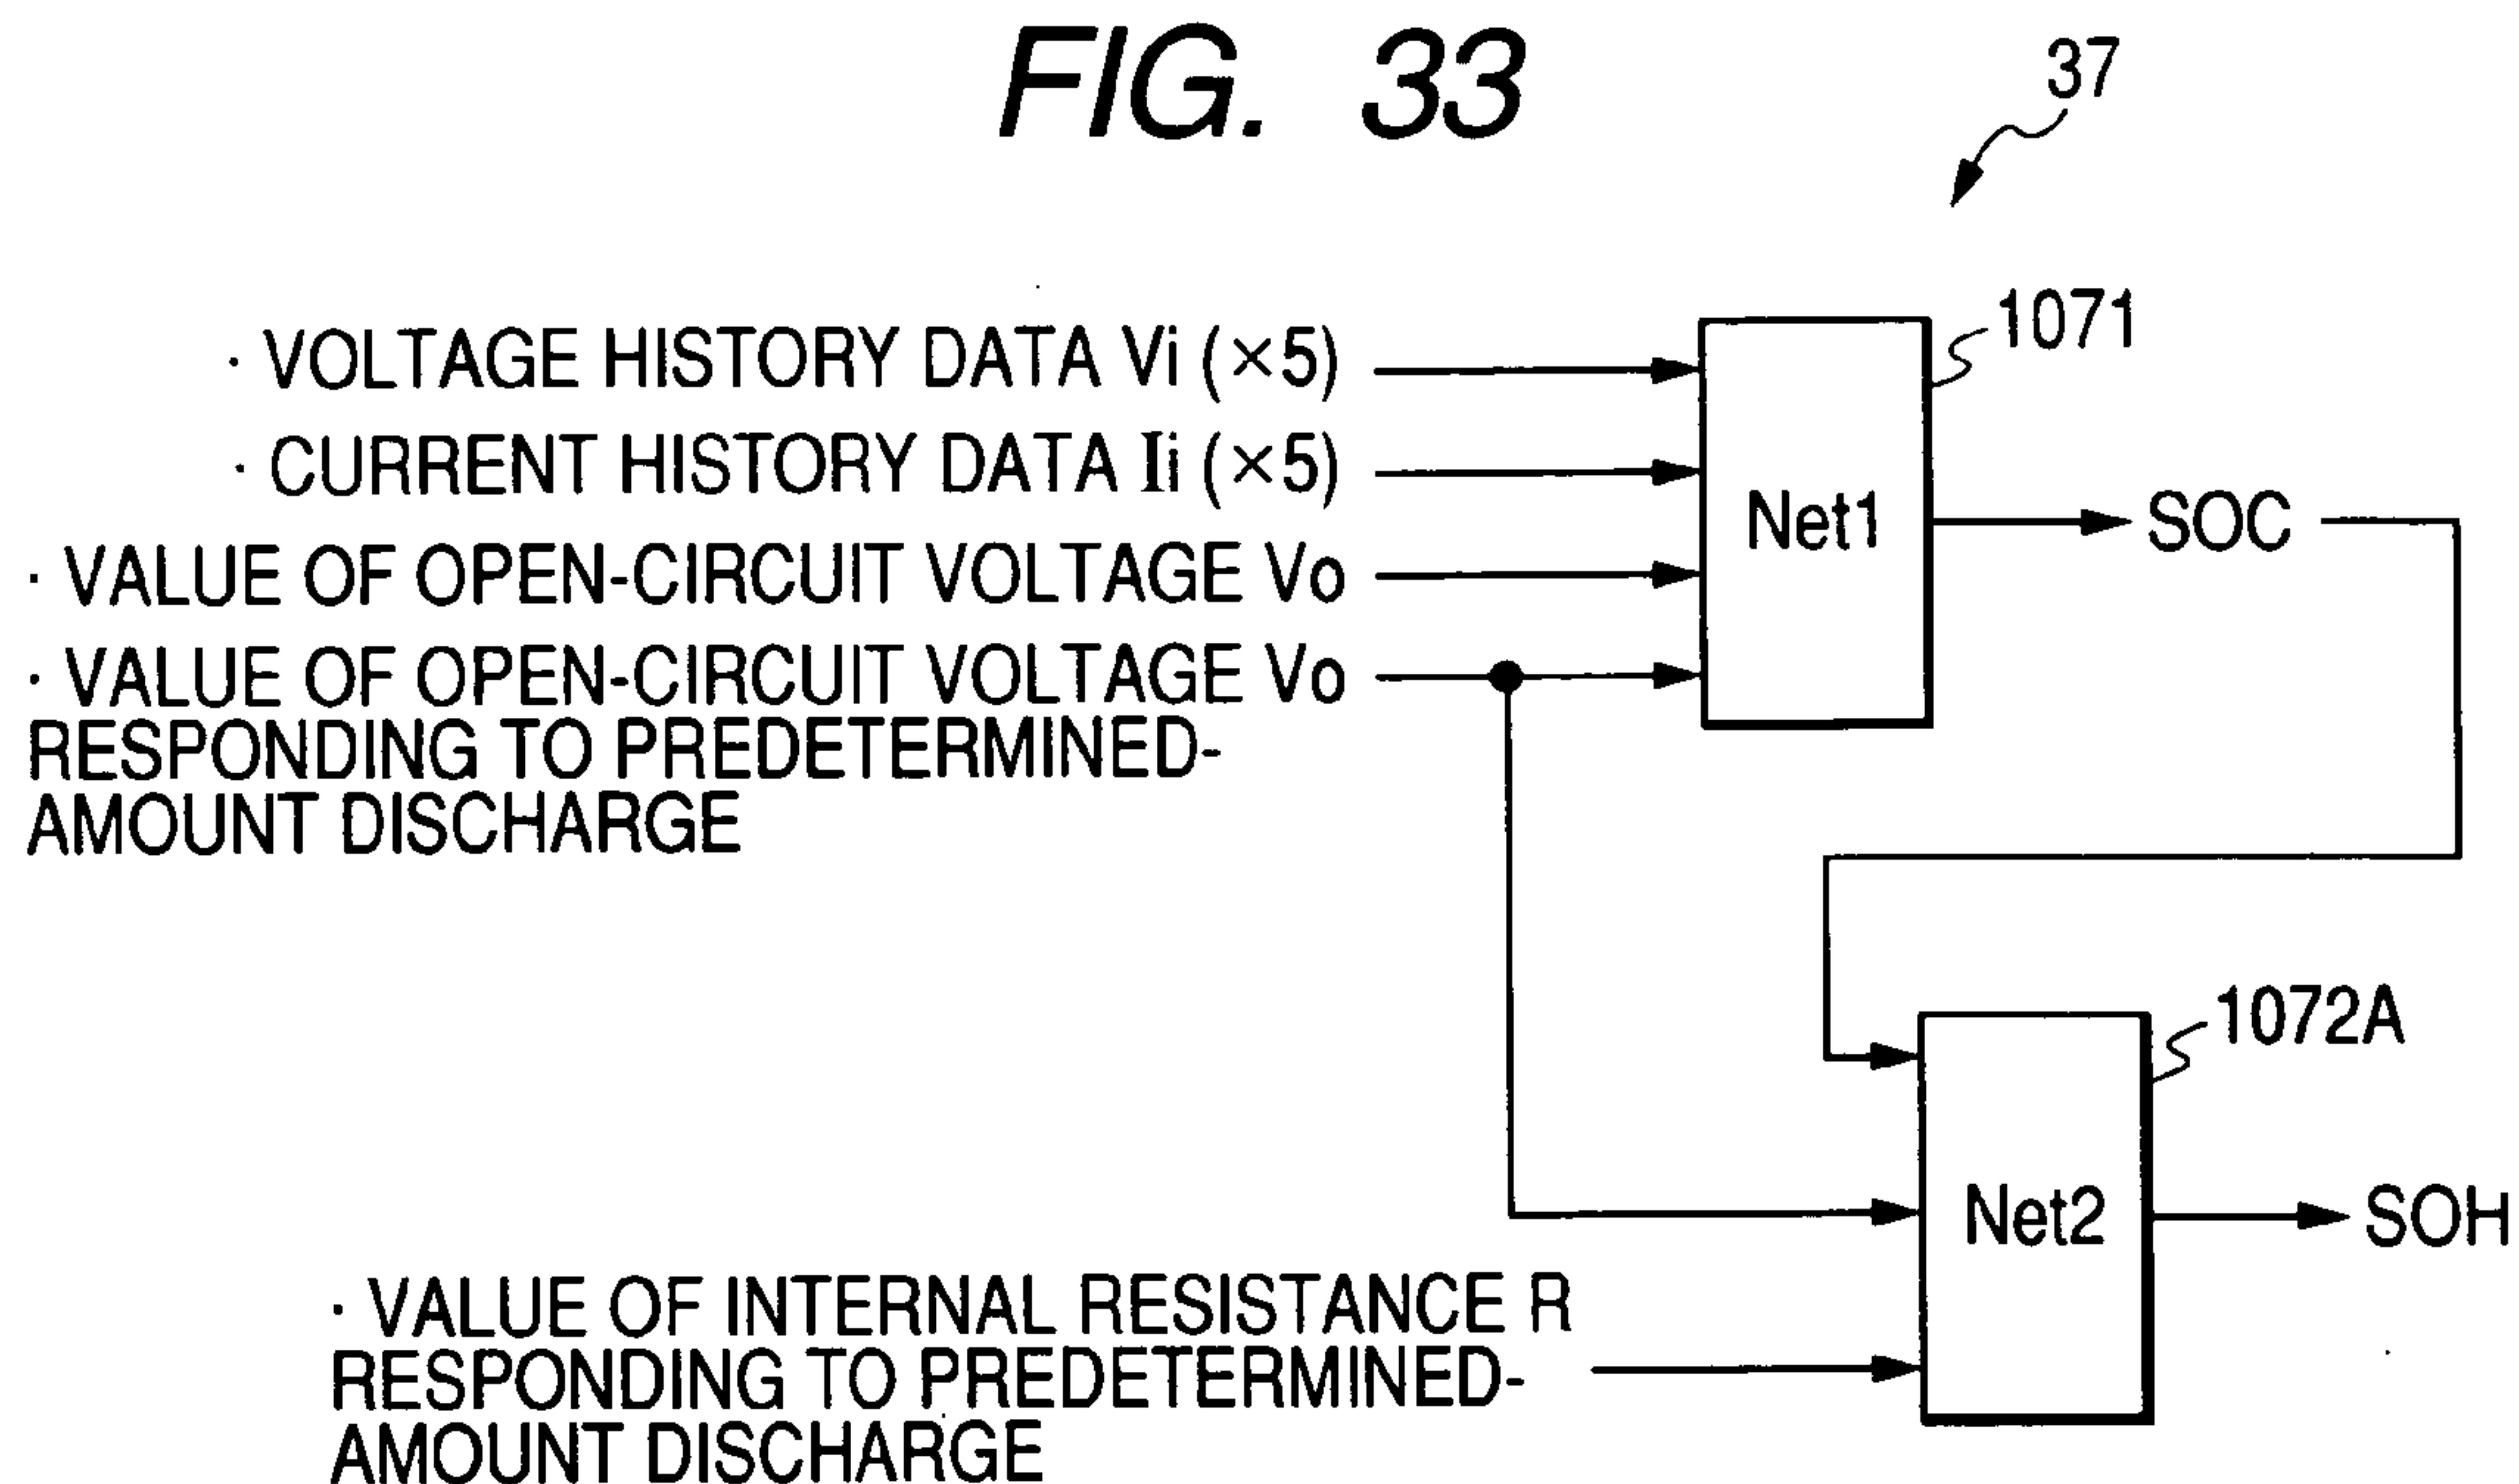 FIG. 33
37
1071
· VOLTAGE HISTORY DATA Vi (×5)
· CURRENT HISTORY DATA Ii (×5)
· VALUE OF OPEN-CIRCUIT VOLTAGE Vo
· VALUE OF OPEN-CIRCUIT VOLTAGE Vo
RESPONDING TO PREDETERMINED-
AMOUNT DISCHARGE
Net1
SOC
1072A
Net2
SOH
· VALUE OF INTERNAL RESISTANCE R
RESPONDING TO PREDETERMINED-
AMOUNT DISCHARGE